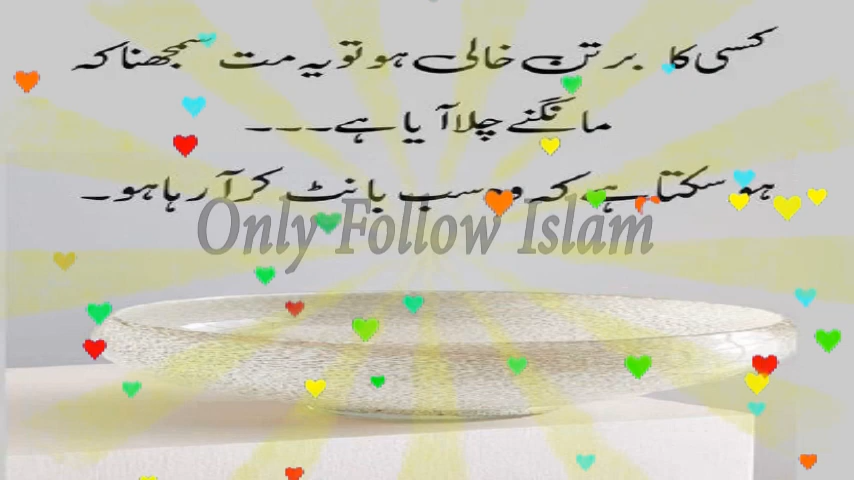 کسی کا برتن خالی ہو تو یہ مت سمجھنا کہ
مانگنے چلا آیا ہے۔۔۔
ہو سکتا ہے کہ وہ سب بانٹ کر آ رہا ہو۔
Only Follow Islam